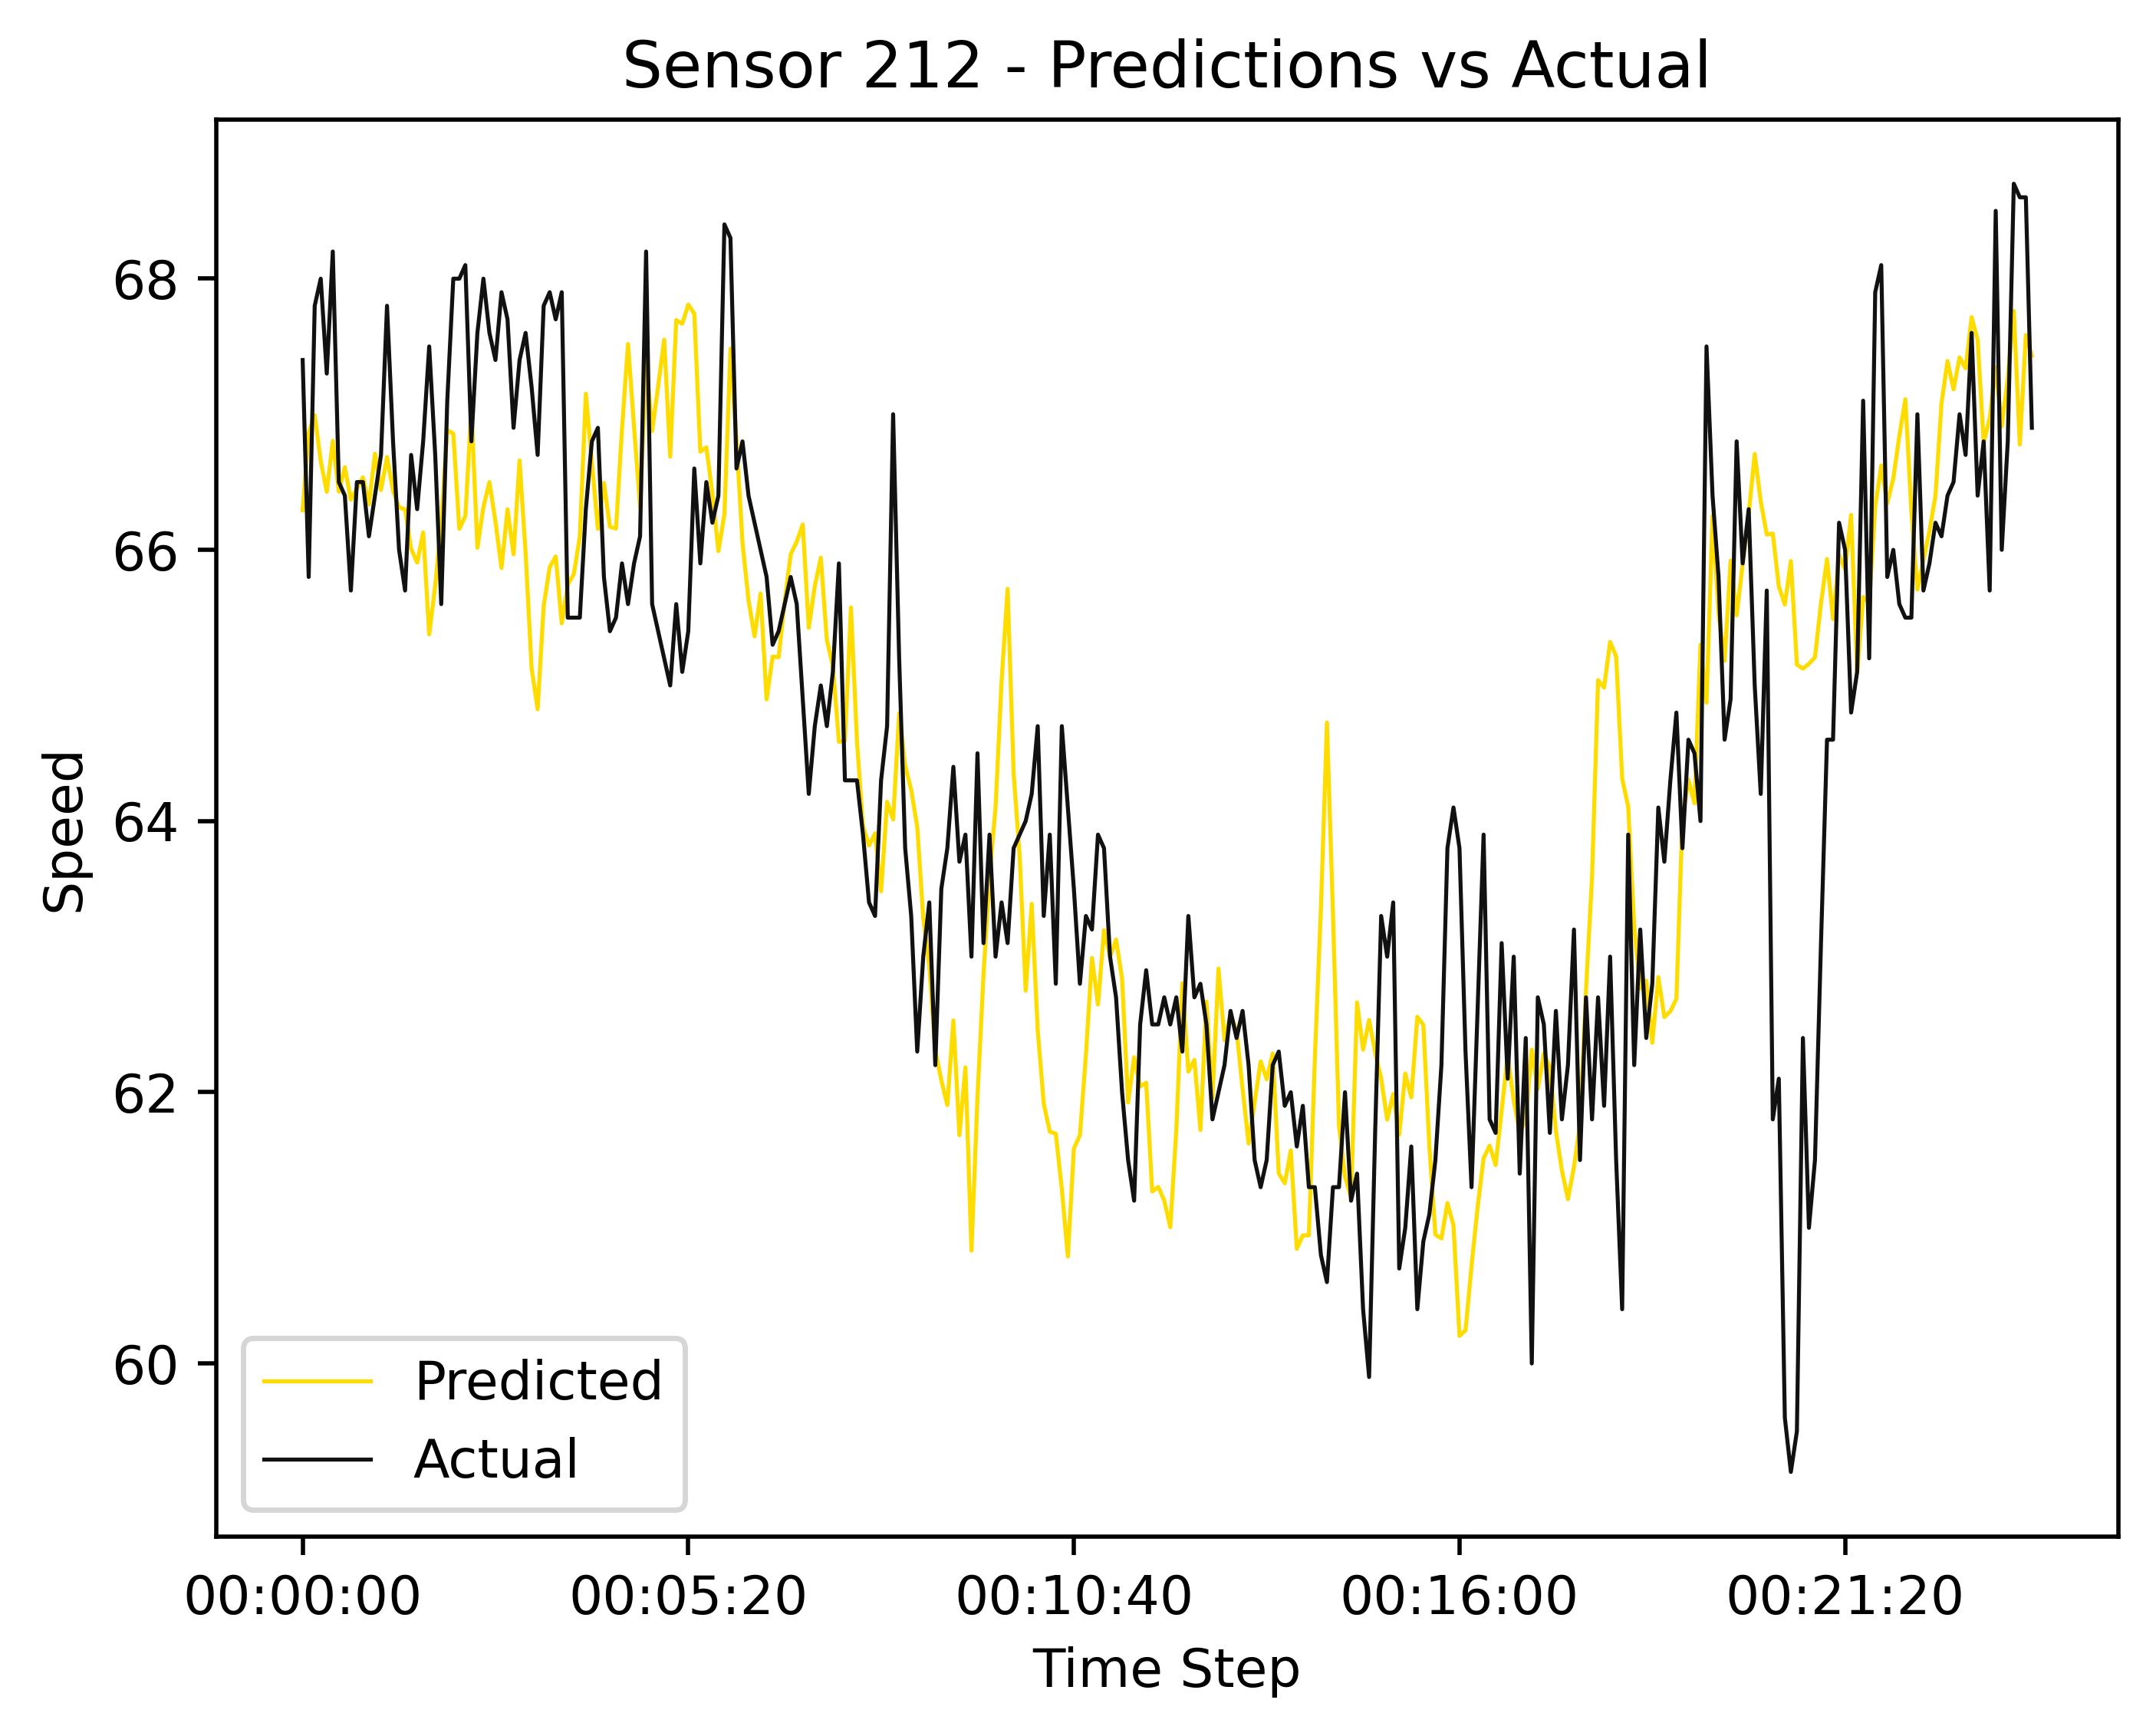 Sensor 212 - Predictions vs Actual
68
66
64
62
60
Speed
Predicted
Actual
00:00:00 00:05:20 00:10:40 00:16:00 00:21:20
Time Step